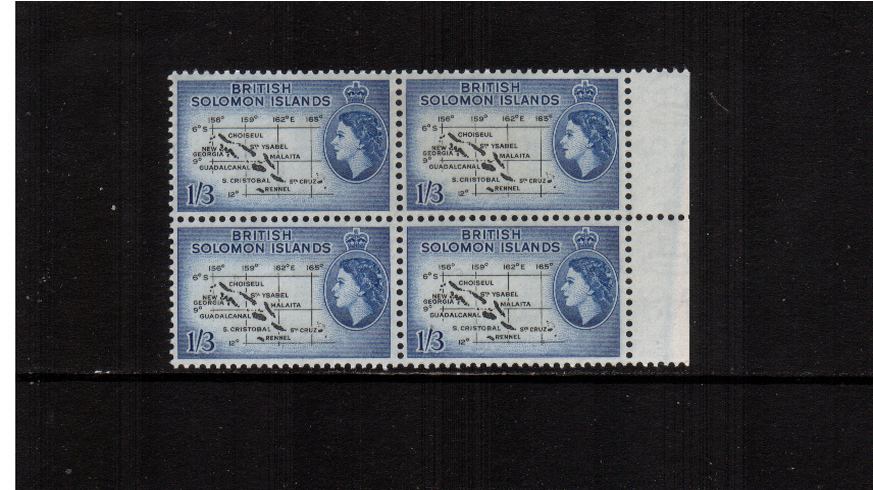 BRITISH
SOLOMON ISLANDS
156° 159° 162°E 165°
6°S
CHOISEUL
NEW GEORGIA
Sᵀᴬ YSABEL
MALAITA
9°
GUADALCANAL
S. CRISTOBAL
Sᵀᴬ CRUZ
12°
RENNEL
1/3
BRITISH
SOLOMON ISLANDS
156° 159° 162°E 165°
6°S
CHOISEUL
NEW GEORGIA
Sᵀᴬ YSABEL
MALAITA
9°
GUADALCANAL
S. CRISTOBAL
Sᵀᴬ CRUZ
12°
RENNEL
1/3
BRITISH
SOLOMON ISLANDS
156° 159° 162°E 165°
6°S
CHOISEUL
NEW GEORGIA
Sᵀᴬ YSABEL
MALAITA
9°
GUADALCANAL
S. CRISTOBAL
Sᵀᴬ CRUZ
12°
RENNEL
1/3
BRITISH
SOLOMON ISLANDS
156° 159° 162°E 165°
6°S
CHOISEUL
NEW GEORGIA
Sᵀᴬ YSABEL
MALAITA
9°
GUADALCANAL
S. CRISTOBAL
Sᵀᴬ CRUZ
12°
RENNEL
1/3